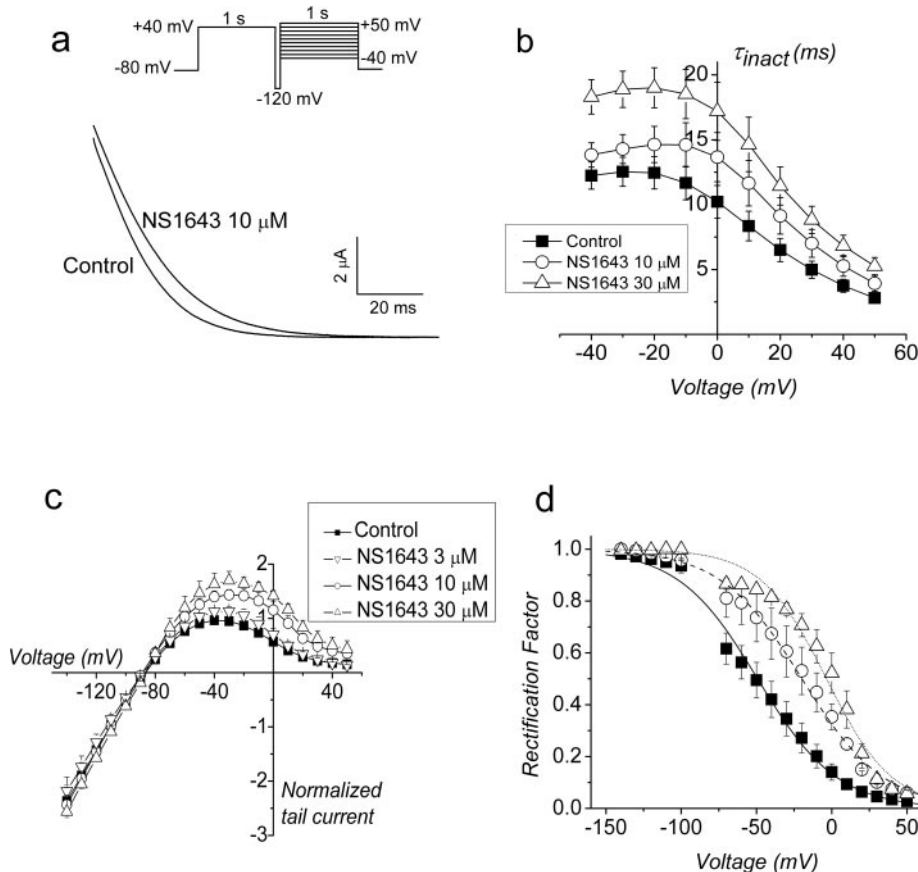 a
1 s
1 s
+40 mV
+50 mV
-40 mV
-80 mV
-120 mV
NS1643 10 µM
Control
2 µA
20 ms
b
τinact (ms)
20
15
10
5
Control
NS1643 10 µM
NS1643 30 µM
-40 -20 0 20 40 60
Voltage (mV)
c
Control
NS1643 3 µM
NS1643 10 µM
NS1643 30 µM
2
Voltage (mV)
-120 -80 -40 40
-1
-2
-3
Normalized
tail current
d
1.0
0.8
0.6
0.4
0.2
0.0
Rectification Factor
-150 -100 -50 0 50
Voltage (mV)